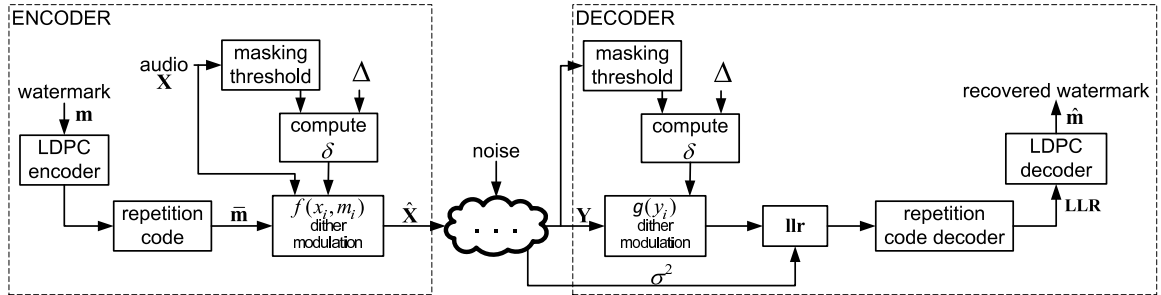 ENCODER
watermark
m
LDPC
encoder
repetition
code
m̄
audio
X
masking
threshold
Δ
compute
δ
f(xᵢ, mᵢ)
dither
modulation
X̂
noise
. . .
DECODER
Y
masking
threshold
Δ
compute
δ
g(yᵢ)
dither
modulation
σ²
llr
repetition
code decoder
LLR
LDPC
decoder
m̂
recovered watermark